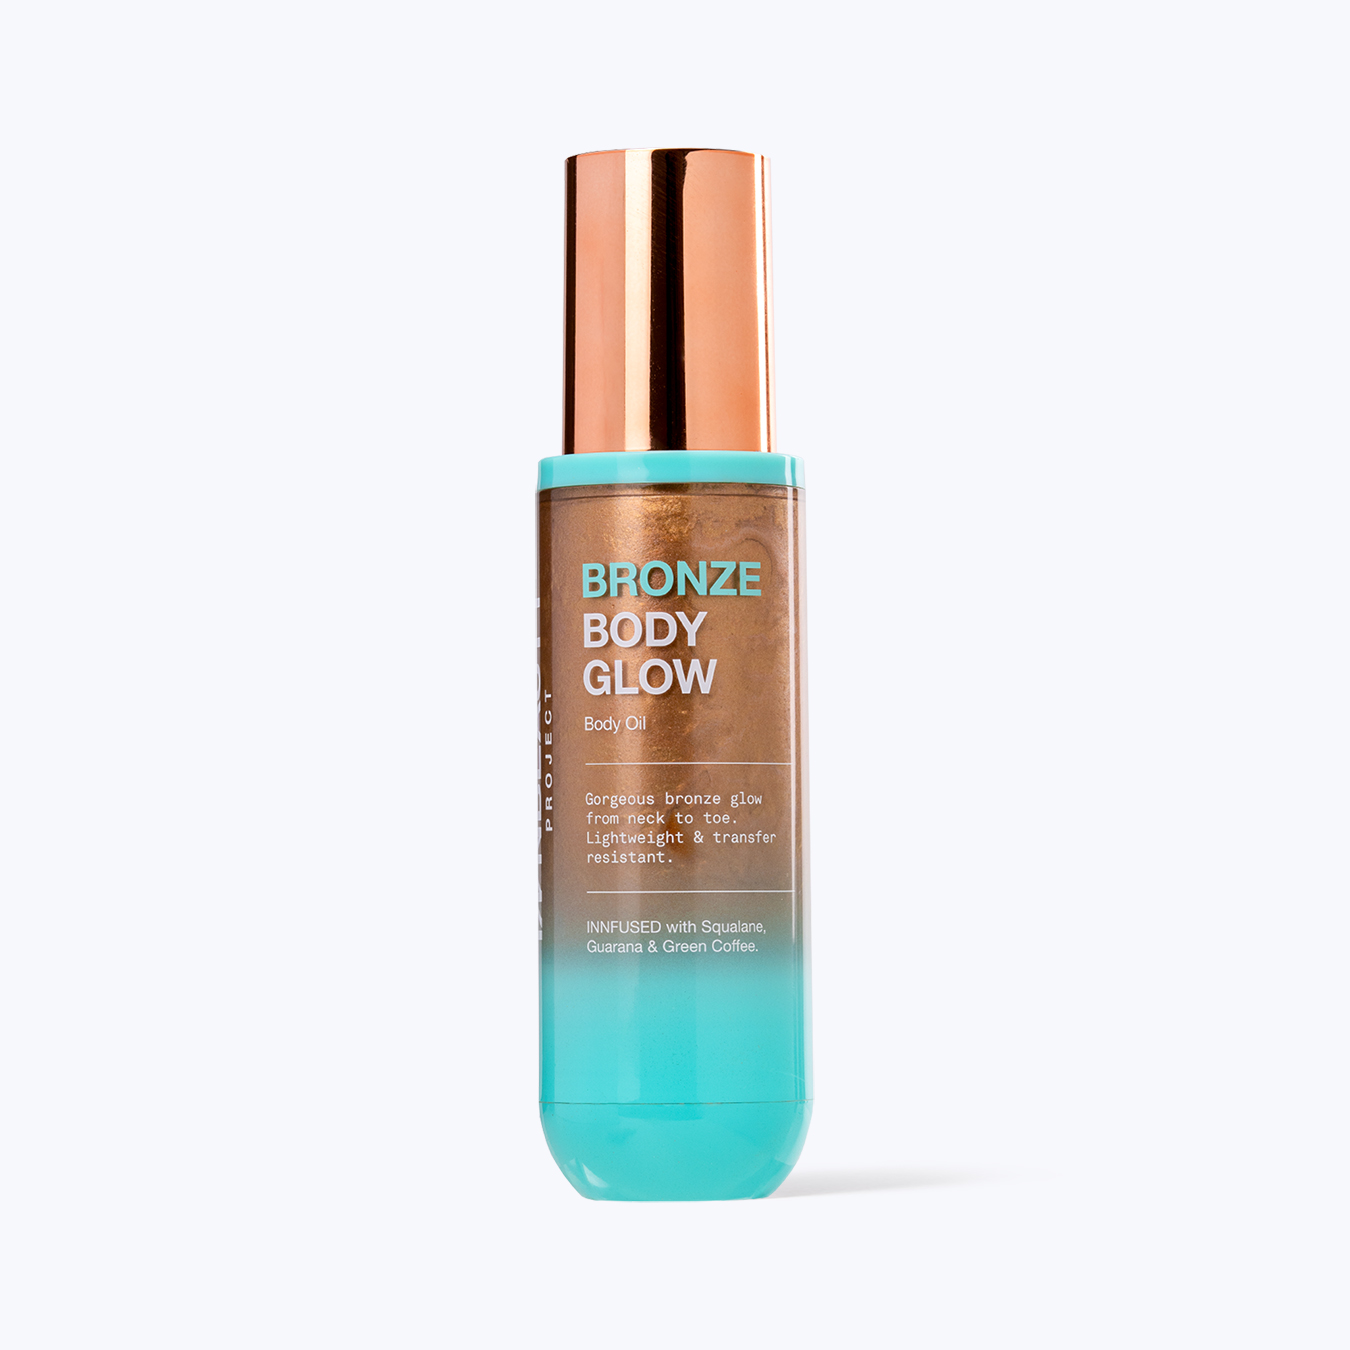 BRONZE
BODY
GLOW
Body Oil
Gorgeous bronze glow
from neck to toe.
Lightweight & transfer
resistant.
INNFUSED with Squalane,
Guarana & Green Coffee.
PROJECT